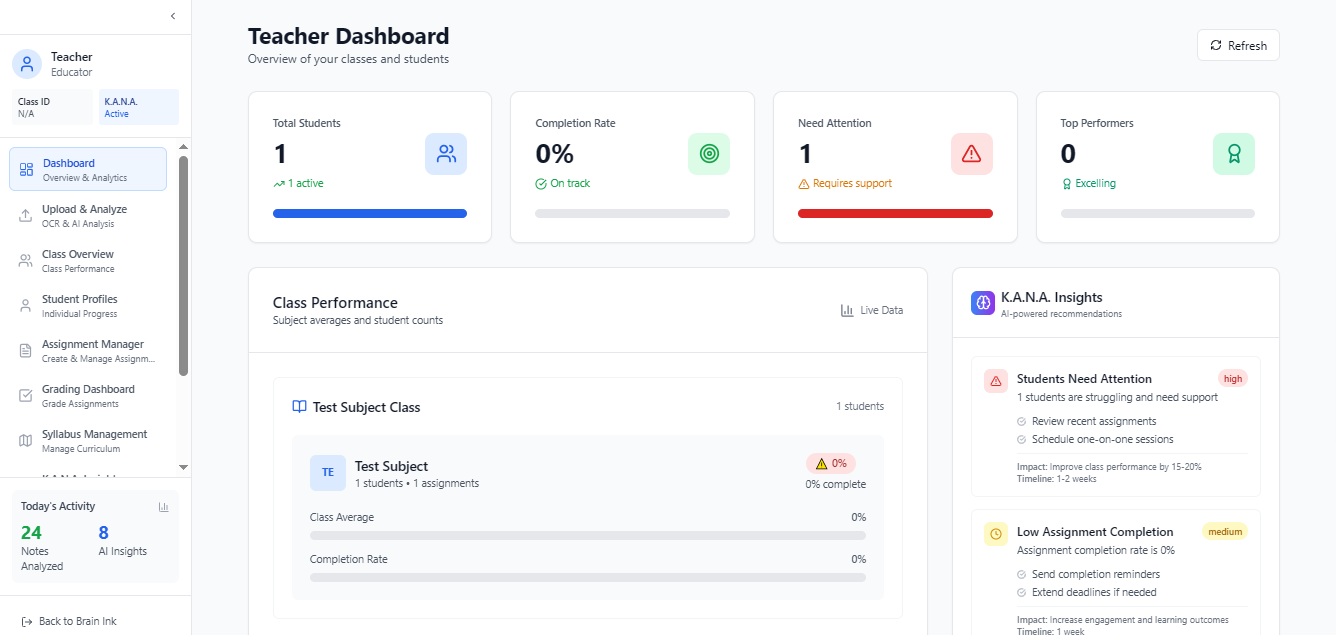 Teacher
Educator
Class ID
N/A
K.A.N.A.
Active
Dashboard
Overview & Analytics
Upload & Analyze
OCR & AI Analysis
Class Overview
Class Performance
Student Profiles
Individual Progress
Assignment Manager
Create & Manage Assignm...
Grading Dashboard
Grade Assignments
Syllabus Management
Manage Curriculum
Today's Activity
24
Notes
Analyzed
8
AI Insights
Back to Brain Ink
Teacher Dashboard
Overview of your classes and students
Refresh
Total Students
1
1 active
Completion Rate
0%
On track
Need Attention
1
Requires support
Top Performers
0
Excelling
Class Performance
Subject averages and student counts
Live Data
Test Subject Class
1 students
TE
Test Subject
1 students • 1 assignments
0%
0% complete
Class Average 0%
Completion Rate 0%
K.A.N.A. Insights
AI-powered recommendations
Students Need Attention
high
1 students are struggling and need support
Review recent assignments
Schedule one-on-one sessions
Impact: Improve class performance by 15-20%
Timeline: 1-2 weeks
Low Assignment Completion
medium
Assignment completion rate is 0%
Send completion reminders
Extend deadlines if needed
Impact: Increase engagement and learning outcomes
Timeline: 1 week